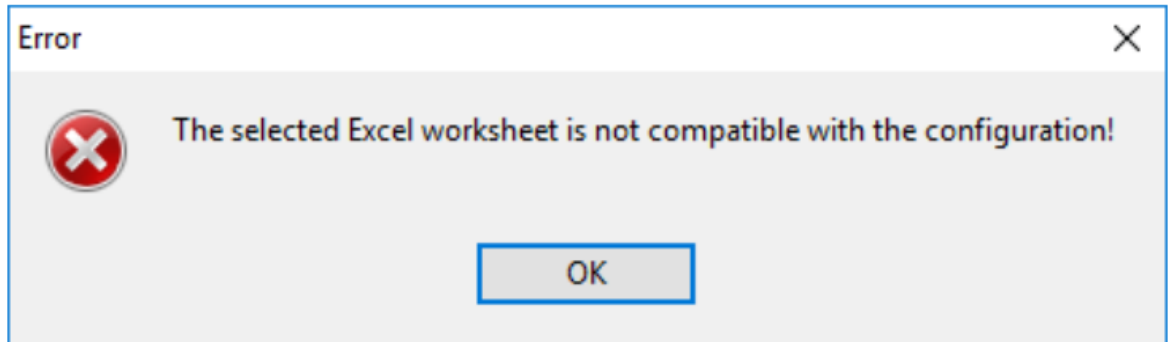 Error
The selected Excel worksheet is not compatible with the configuration!
OK